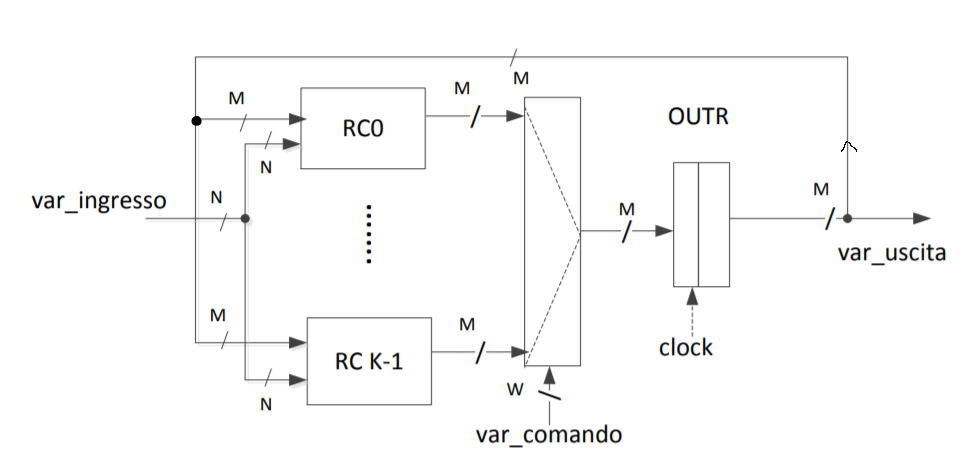 M
M
M
RC0
OUTR
N
var_ingresso
N
M
M
var_uscita
M
M
RC K-1
clock
N
W
var_comando